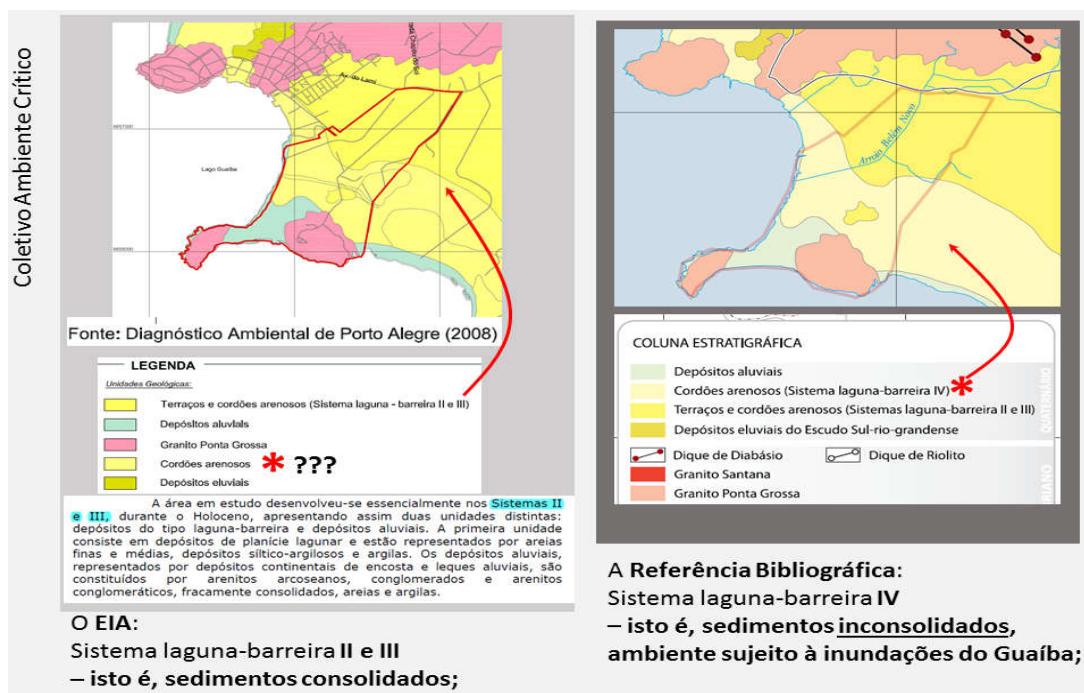 Coletivo Ambiente Crítico
Av. do Lami
Lago Guaíba
Fonte: Diagnóstico Ambiental de Porto Alegre (2008)
LEGENDA
Unidades Geológicas:
Terraços e cordões arenosos (Sistema laguna - barreira II e III)
Depósitos aluviais
Granito Ponta Grossa
Cordões arenosos * ???
Depósitos eluviais
A área em estudo desenvolveu-se essencialmente nos Sistemas II
e III, durante o Holoceno, apresentando assim duas unidades distintas:
depósitos do tipo laguna-barreira e depósitos aluviais. A primeira unidade
consiste em depósitos de planície lagunar e estão representados por areias
finas e médias, depósitos síltico-argilosos e argilas. Os depósitos aluviais,
representados por depósitos continentais de encosta e leques aluviais, são
constituídos por arenitos arcoseanos, conglomerados e arenitos
conglomeráticos, fracamente consolidados, areias e argilas.
O EIA:
Sistema laguna-barreira II e III
– isto é, sedimentos consolidados;
Arroio Belém Novo
COLUNA ESTRATIGRÁFICA
Depósitos aluviais
Cordões arenosos (Sistema laguna-barreira IV) *
Terraços e cordões arenosos (Sistemas laguna-barreira II e III)
Depósitos eluviais do Escudo Sul-rio-grandense
QUATERNÁRIO
Dique de Diabásio
Dique de Riolito
Granito Santana
Granito Ponta Grossa
RIANO
A Referência Bibliográfica:
Sistema laguna-barreira IV
– isto é, sedimentos inconsolidados,
ambiente sujeito à inundações do Guaíba;